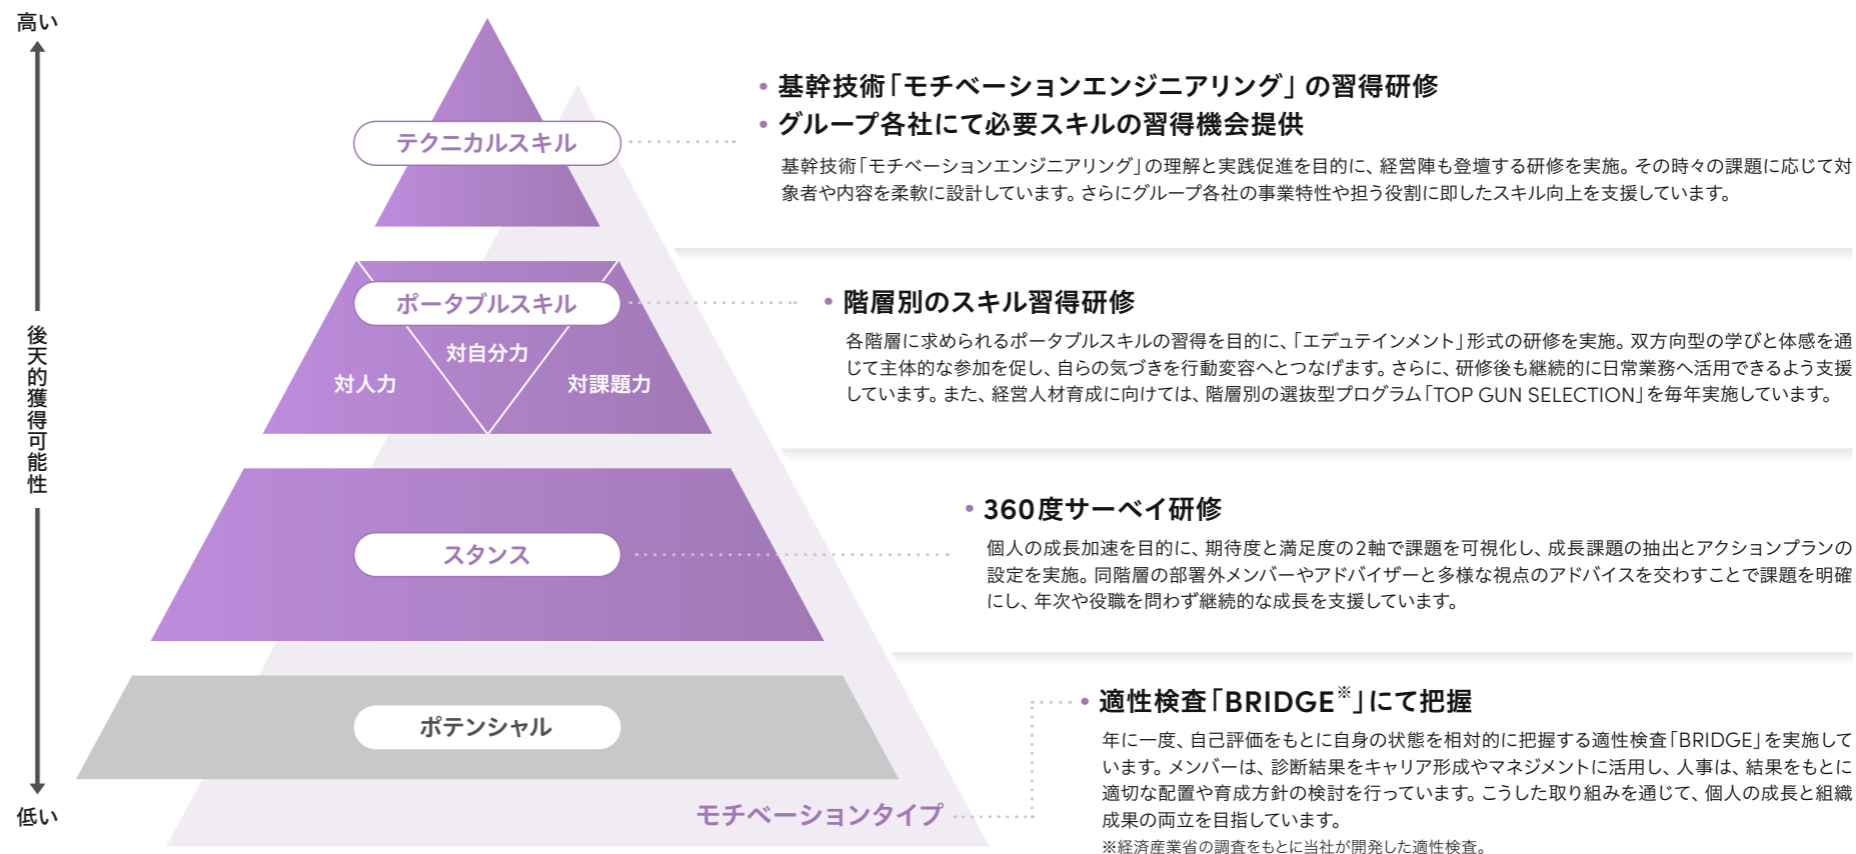 高い
後天的獲得可能性
低い
テクニカルスキル
• 基幹技術「モチベーションエンジニアリング」の習得研修
• グループ各社にて必要スキルの習得機会提供
基幹技術「モチベーションエンジニアリング」の理解と実践促進を目的に、経営陣も登壇する研修を実施。その時々の課題に応じて対
象者や内容を柔軟に設計しています。さらにグループ各社の事業特性や担う役割に即したスキル向上を支援しています。
ポータブルスキル
対自分力
対人力
対課題力
• 階層別のスキル習得研修
各階層に求められるポータブルスキルの習得を目的に、「エデュテインメント」形式の研修を実施。双方向型の学びと体感を通
じて主体的な参加を促し、自らの気づきを行動変容へとつなげます。さらに、研修後も継続的に日常業務へ活用できるよう支援
しています。また、経営人材育成に向けては、階層別の選抜型プログラム「TOP GUN SELECTION」を毎年実施しています。
スタンス
• 360度サーベイ研修
個人の成長加速を目的に、期待度と満足度の2軸で課題を可視化し、成長課題の抽出とアクションプランの
設定を実施。同階層の部署外メンバーやアドバイザーと多様な視点のアドバイスを交わすことで課題を明確
にし、年次や役職を問わず継続的な成長を支援しています。
ポテンシャル
モチベーションタイプ
• 適性検査「BRIDGE※」にて把握
年に一度、自己評価をもとに自身の状態を相対的に把握する適性検査「BRIDGE」を実施して
います。メンバーは、診断結果をキャリア形成やマネジメントに活用し、人事は、結果をもとに
適切な配置や育成方針の検討を行っています。こうした取り組みを通じて、個人の成長と組織
成果の両立を目指しています。
※経済産業省の調査をもとに当社が開発した適性検査。